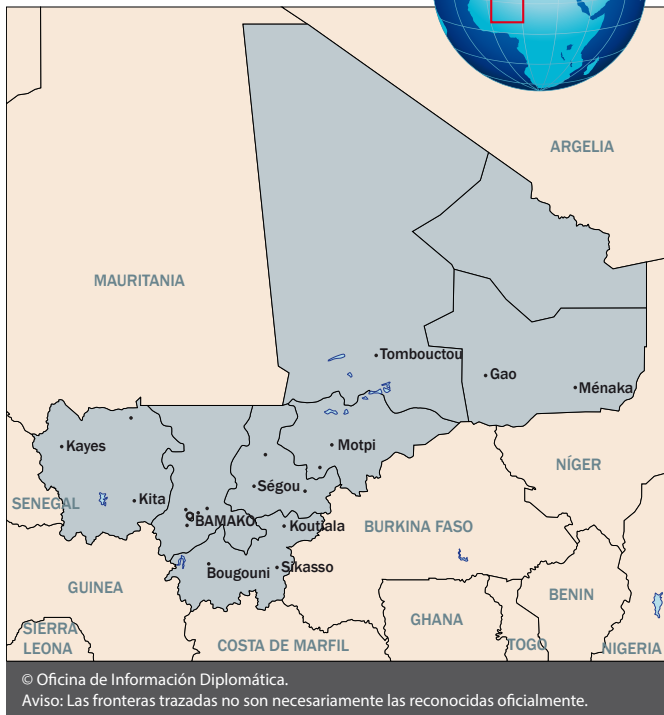 ARGELIA
MAURITANIA
Tombouctou
Gao
Ménaka
Kayes
Motpi
NÍGER
Ségou
SENEGAL
Kita
BAMAKO
Koutiala
BURKINA FASO
Bougouni
Sikasso
GUINEA
BENIN
GHANA
SIERRA
LEONA
COSTA DE MARFIL
TOGO
NIGERIA
© Oficina de Información Diplomática.
Aviso: Las fronteras trazadas no son necesariamente las reconocidas oficialmente.